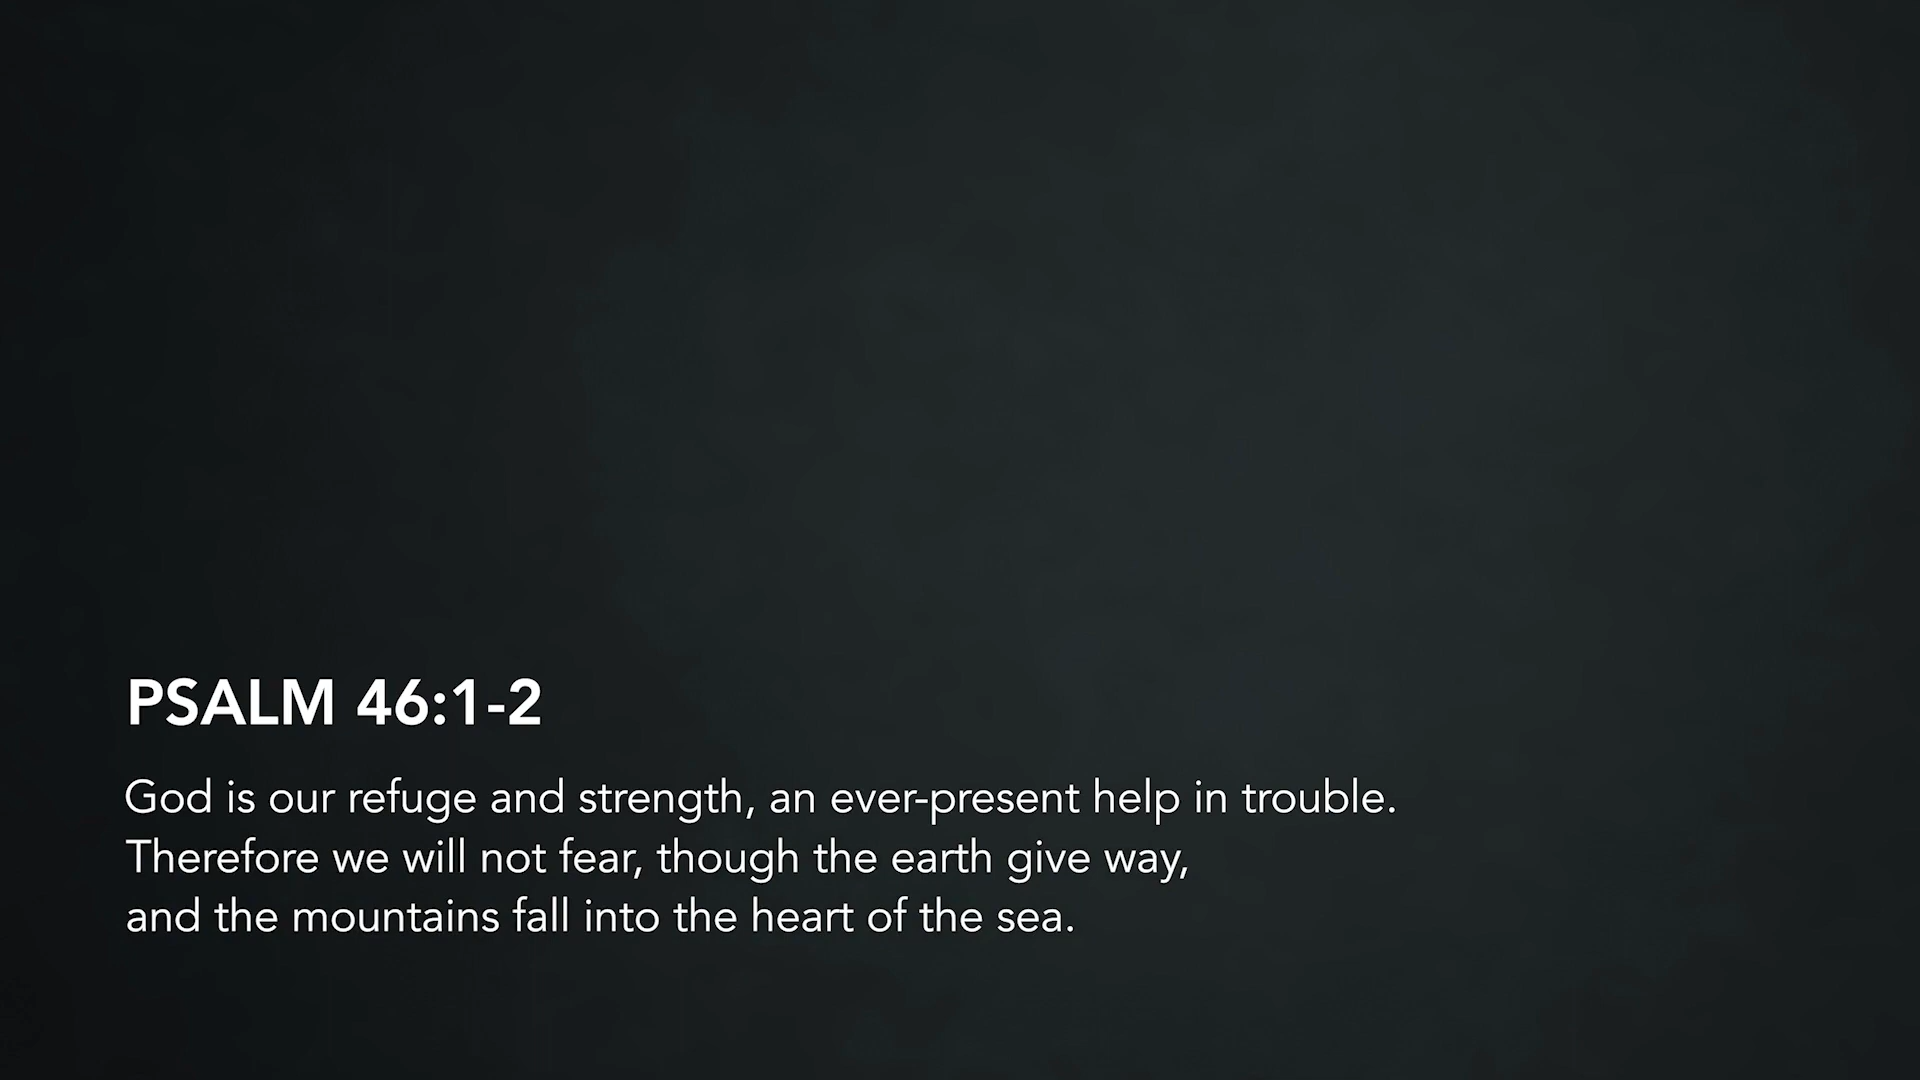 PSALM 46:1-2
God is our refuge and strength, an ever-present help in trouble.
Therefore we will not fear, though the earth give way,
and the mountains fall into the heart of the sea.